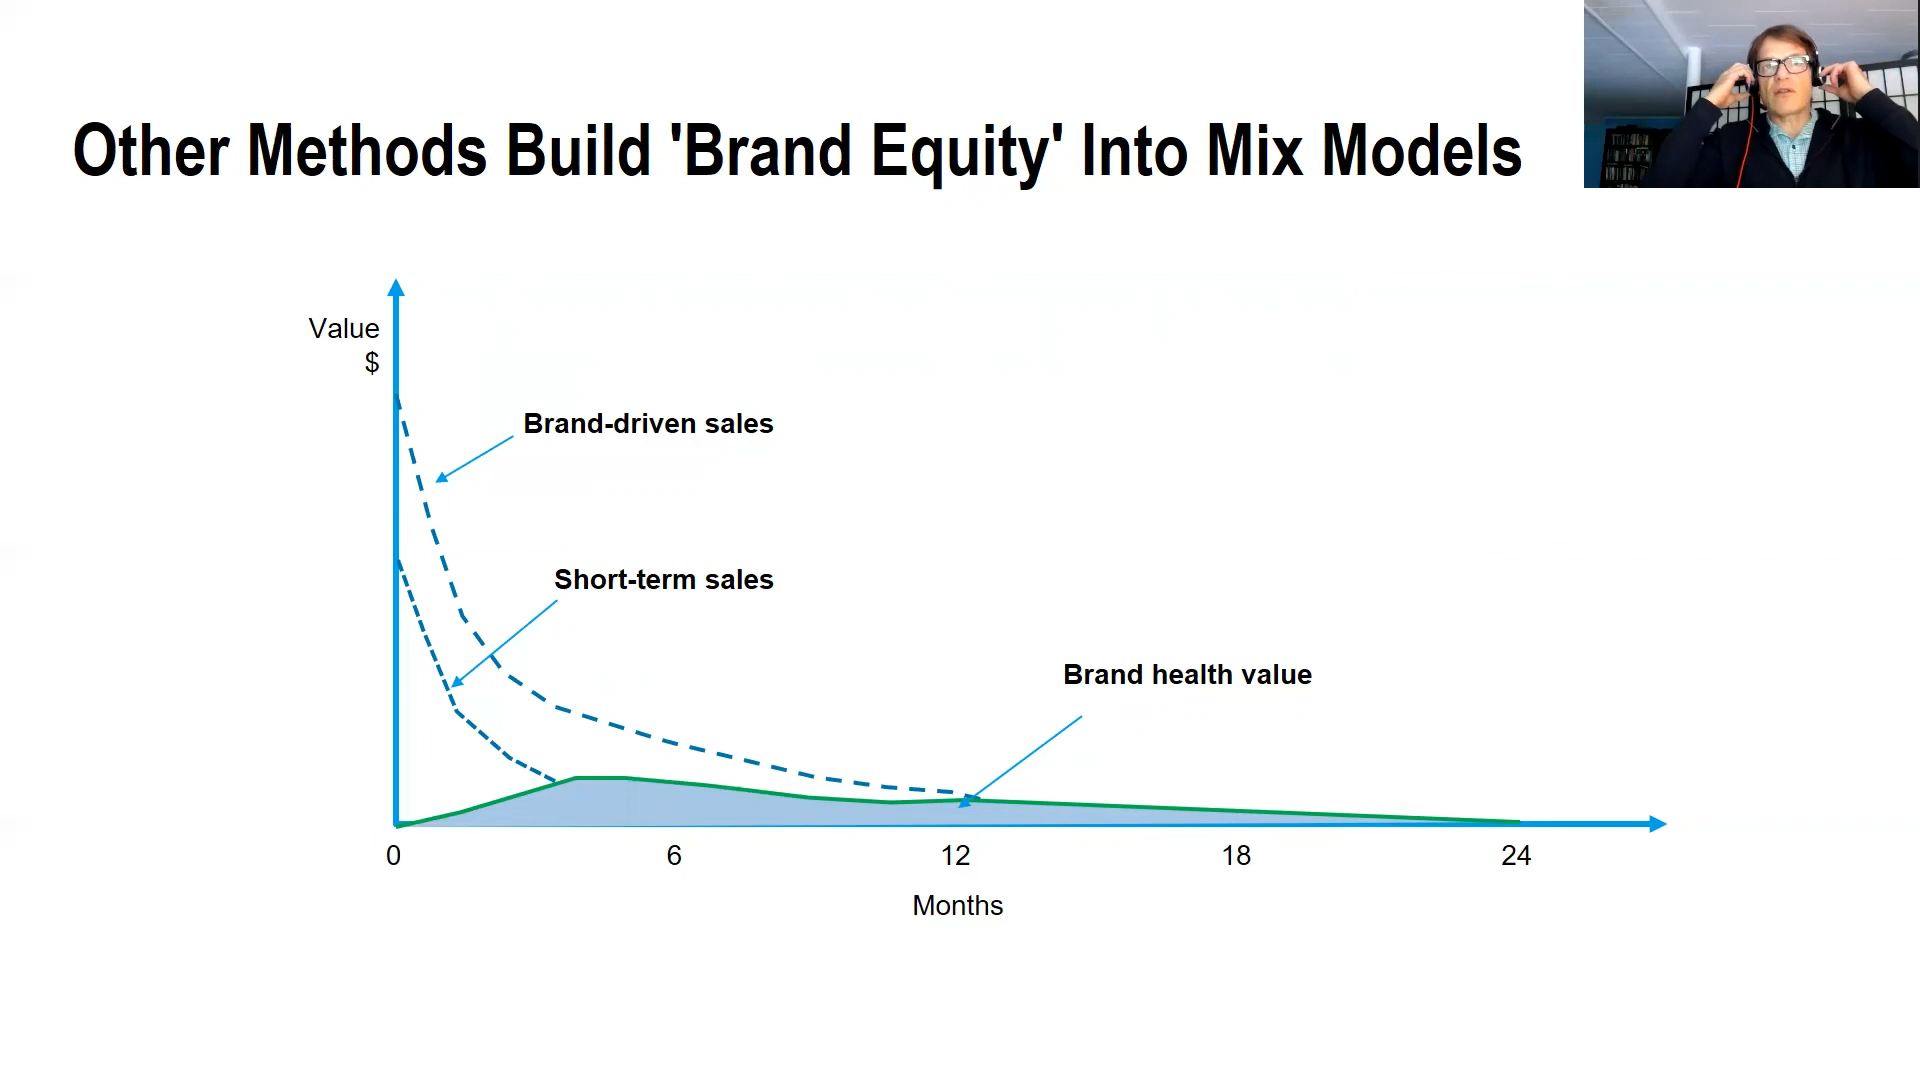 Other Methods Build 'Brand Equity' Into Mix Models
Value
$
Brand-driven sales
Short-term sales
Brand health value
0 6 12 18 24
Months